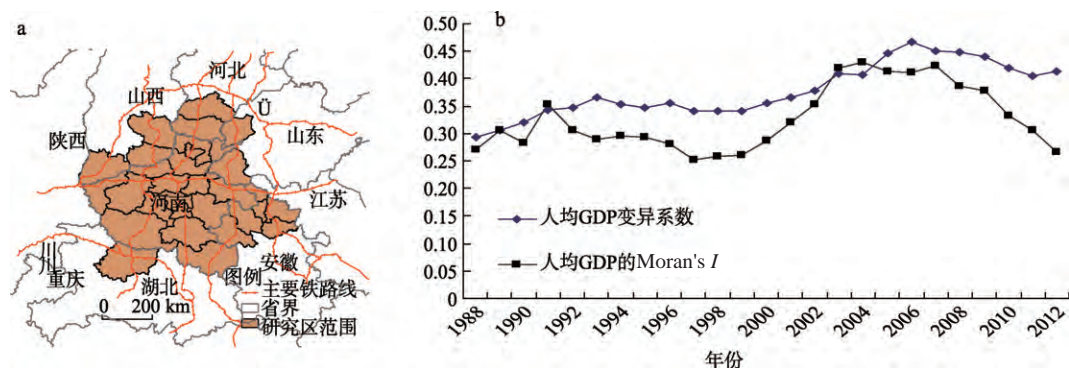 a
河北
山西
Ü
山东
陕西
河南
江苏
安徽
川
重庆
湖北
图例
0 200 km
主要铁路线
省界
研究区范围
b
0.50
0.45
0.40
0.35
0.30
0.25
0.20
0.15
0.10
0.05
0
人均GDP变异系数
人均GDP的Moran's I
1988
1990
1992
1994
1996
1998
2000
2002
2004
2006
2008
2010
2012
年份